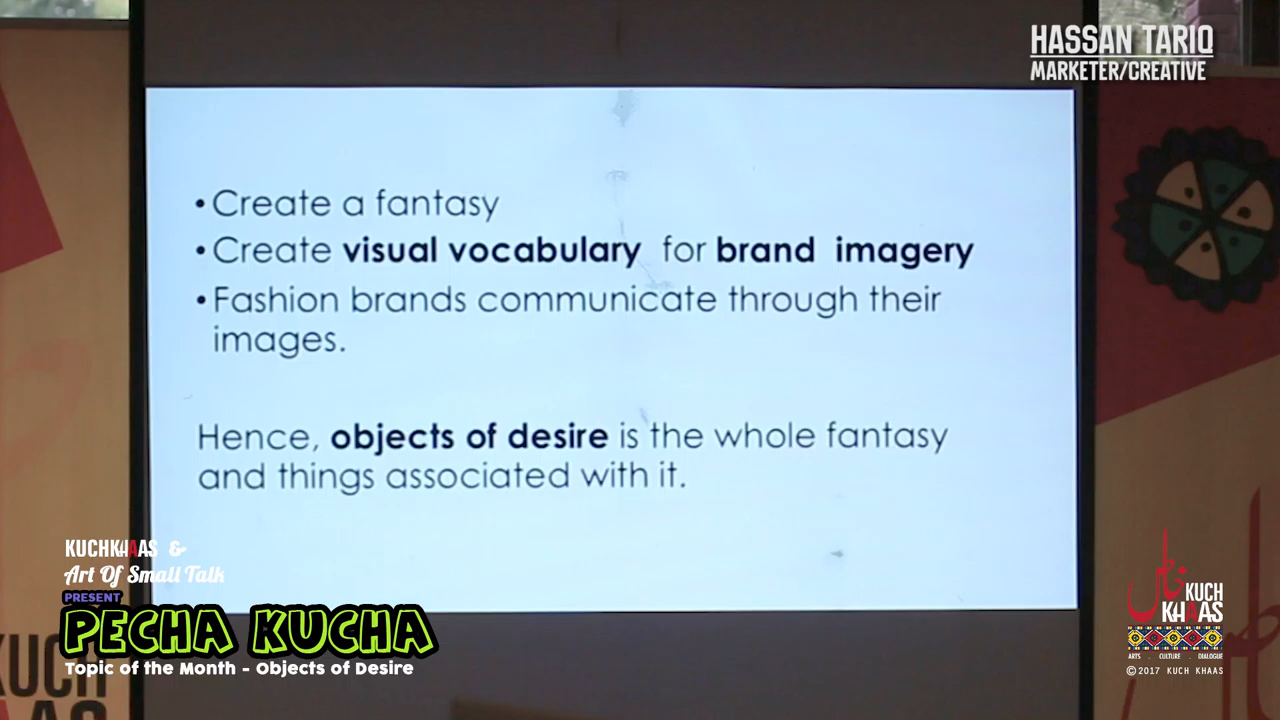 HASSAN TARIQ
MARKETER/CREATIVE
• Create a fantasy
• Create visual vocabulary for brand imagery
• Fashion brands communicate through their
images.
Hence, objects of desire is the whole fantasy
and things associated with it.
KUCHKHAAS &
Art Of Small Talk
PRESENT
PECHA KUCHA
Topic of the Month - Objects of Desire
KUCH
خاص
KUCH
KHAAS
ARTS . CULTURE . DIALOGUE
©2017 KUCH KHAAS